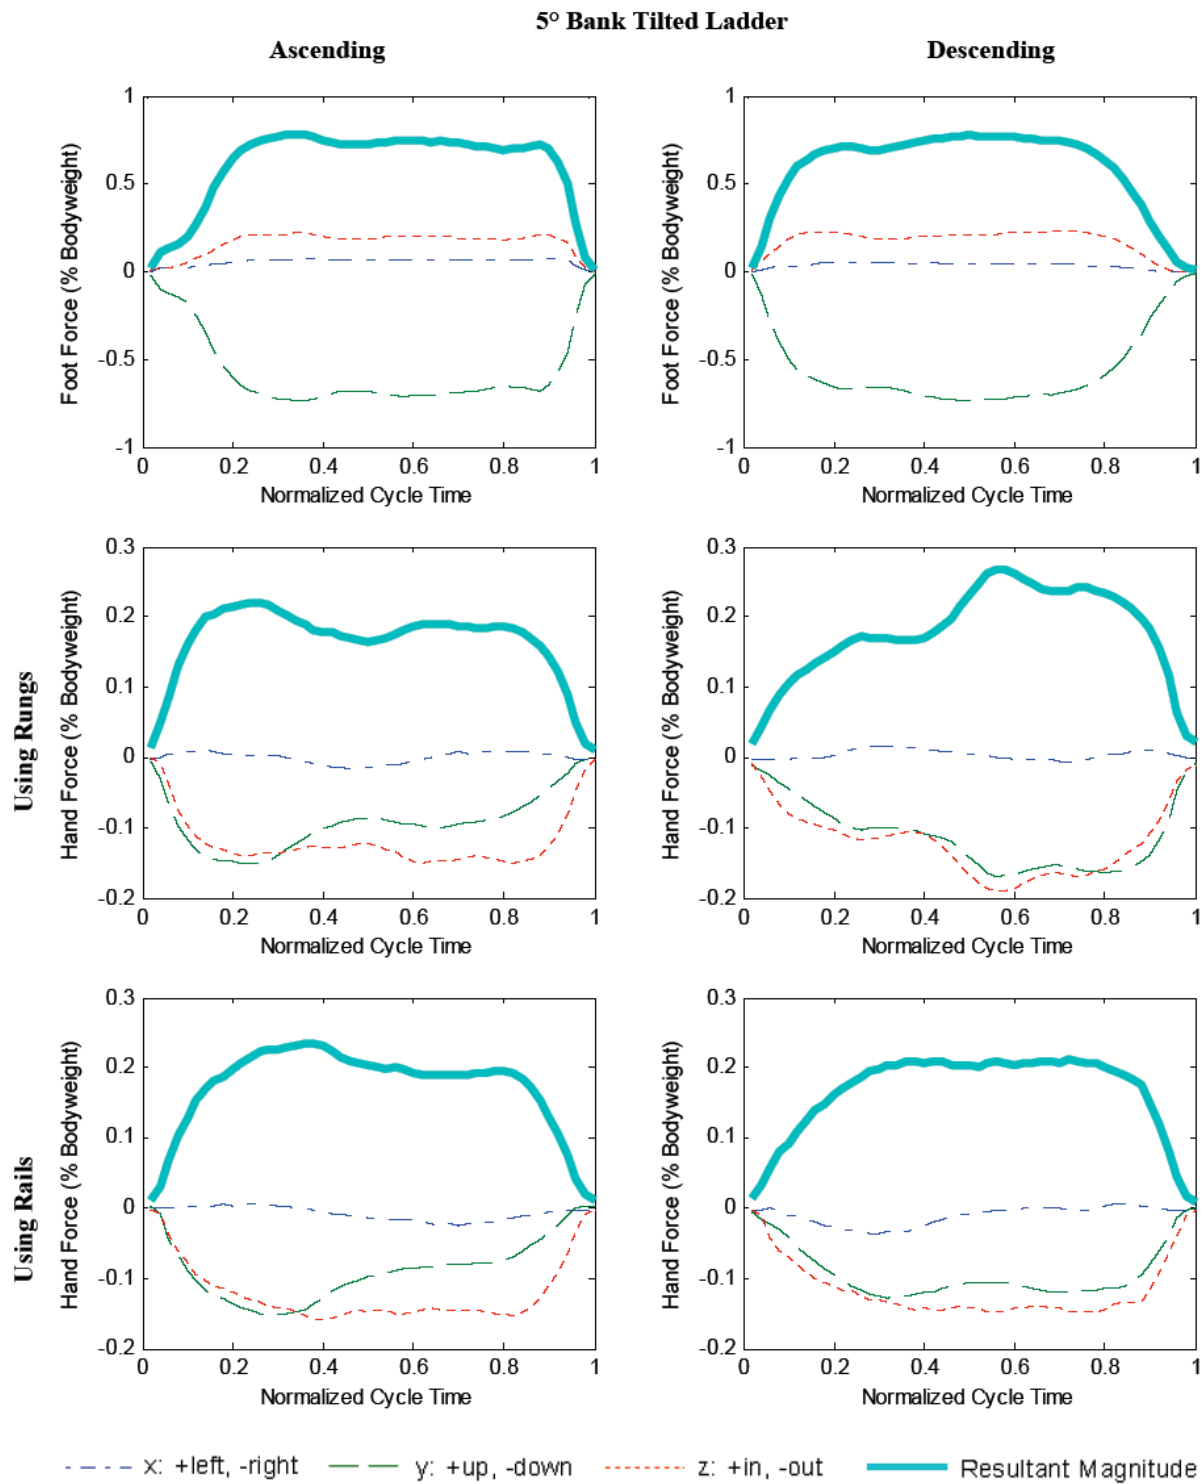 5° Bank Tilted Ladder
Ascending
Descending
1
0.5
0
-0.5
-1
Foot Force (% Bodyweight)
0 0.2 0.4 0.6 0.8 1
Normalized Cycle Time
1
0.5
0
-0.5
-1
Foot Force (% Bodyweight)
0 0.2 0.4 0.6 0.8 1
Normalized Cycle Time
Using Rungs
0.3
0.2
0.1
0
-0.1
-0.2
Hand Force (% Bodyweight)
0 0.2 0.4 0.6 0.8 1
Normalized Cycle Time
0.3
0.2
0.1
0
-0.1
-0.2
Hand Force (% Bodyweight)
0 0.2 0.4 0.6 0.8 1
Normalized Cycle Time
Using Rails
0.3
0.2
0.1
0
-0.1
-0.2
Hand Force (% Bodyweight)
0 0.2 0.4 0.6 0.8 1
Normalized Cycle Time
0.3
0.2
0.1
0
-0.1
-0.2
Hand Force (% Bodyweight)
0 0.2 0.4 0.6 0.8 1
Normalized Cycle Time
x: +left, -right y: +up, -down z: +in, -out Resultant Magnitude